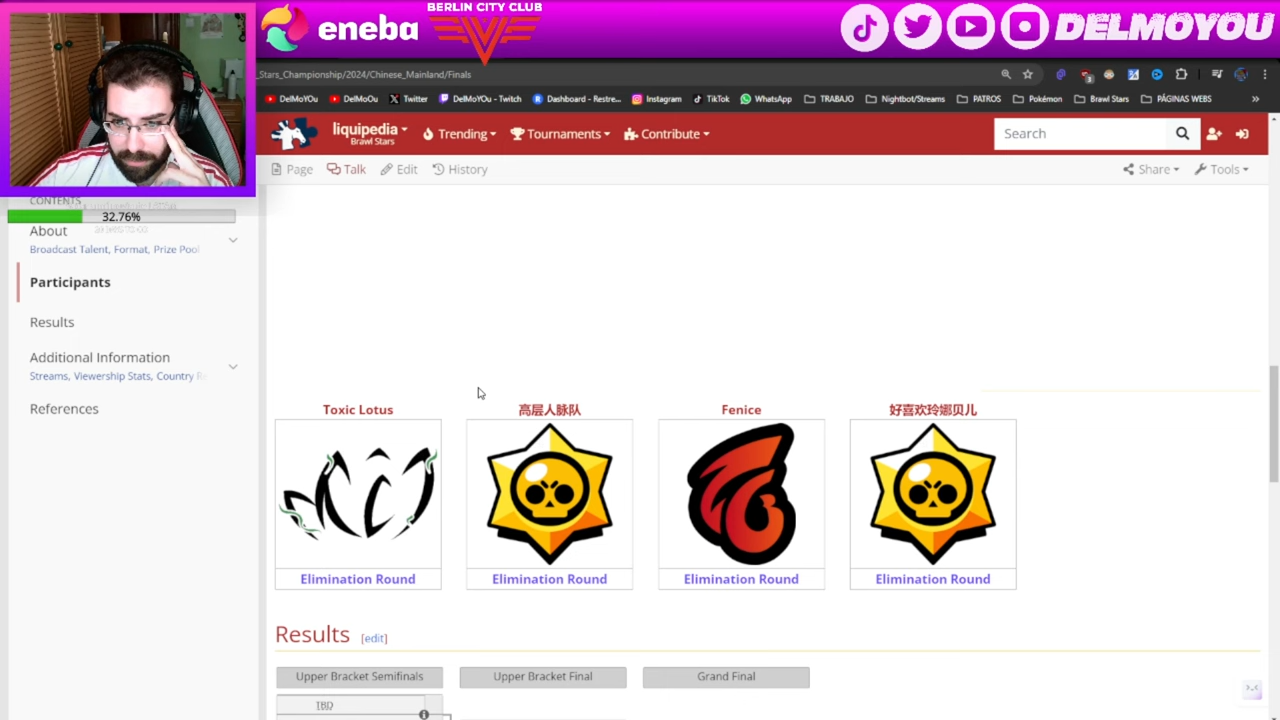 eneba
BERLIN CITY CLUB
DELMOYOU
_Stars_Championship/2024/Chinese_Mainland/Finals
DelMoYOu
DelMoOu
Twitter
DelMoYOu - Twitch
Dashboard - Restre...
Instagram
TikTok
WhatsApp
TRABAJO
Nightbot/Streams
PATROS
Pokémon
Brawl Stars
PÁGINAS WEBS
»
liquipedia
Brawl Stars
Trending
Tournaments
Contribute
Search
Page
Talk
Edit
History
Share
Tools
CONTENTS
32.76%
About
Broadcast Talent, Format, Prize Pool
Participants
Results
Additional Information
Streams, Viewership Stats, Country Re
References
Toxic Lotus
高层人脉队
Fenice
好喜欢玲娜贝儿
Elimination Round
Elimination Round
Elimination Round
Elimination Round
Results [edit]
Upper Bracket Semifinals
Upper Bracket Final
Grand Final
TBD